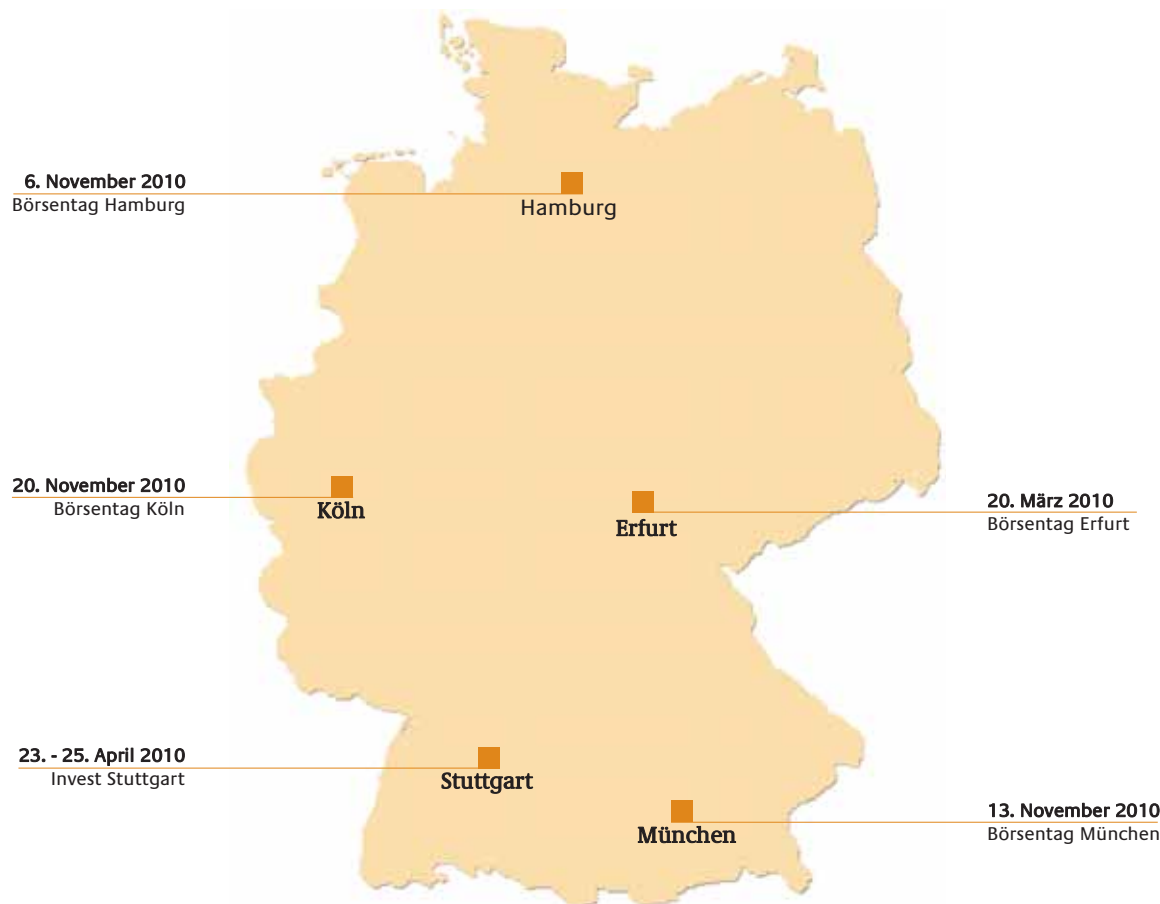 6. November 2010
Börsentag Hamburg
Hamburg
20. November 2010
Börsentag Köln
Köln
Erfurt
20. März 2010
Börsentag Erfurt
23. - 25. April 2010
Invest Stuttgart
Stuttgart
München
13. November 2010
Börsentag München